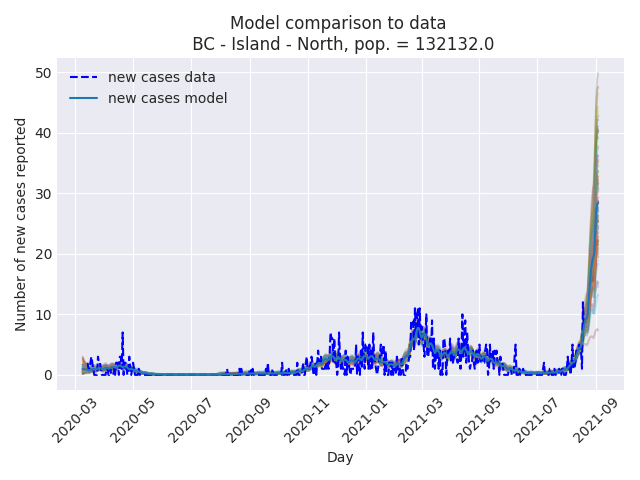 Model comparison to data
BC - Island - North, pop. = 132132.0
new cases data
new cases model
Number of new cases reported
50
40
30
20
10
0
2020-03
2020-05
2020-07
2020-09
2020-11
2021-01
2021-03
2021-05
2021-07
2021-09
Day